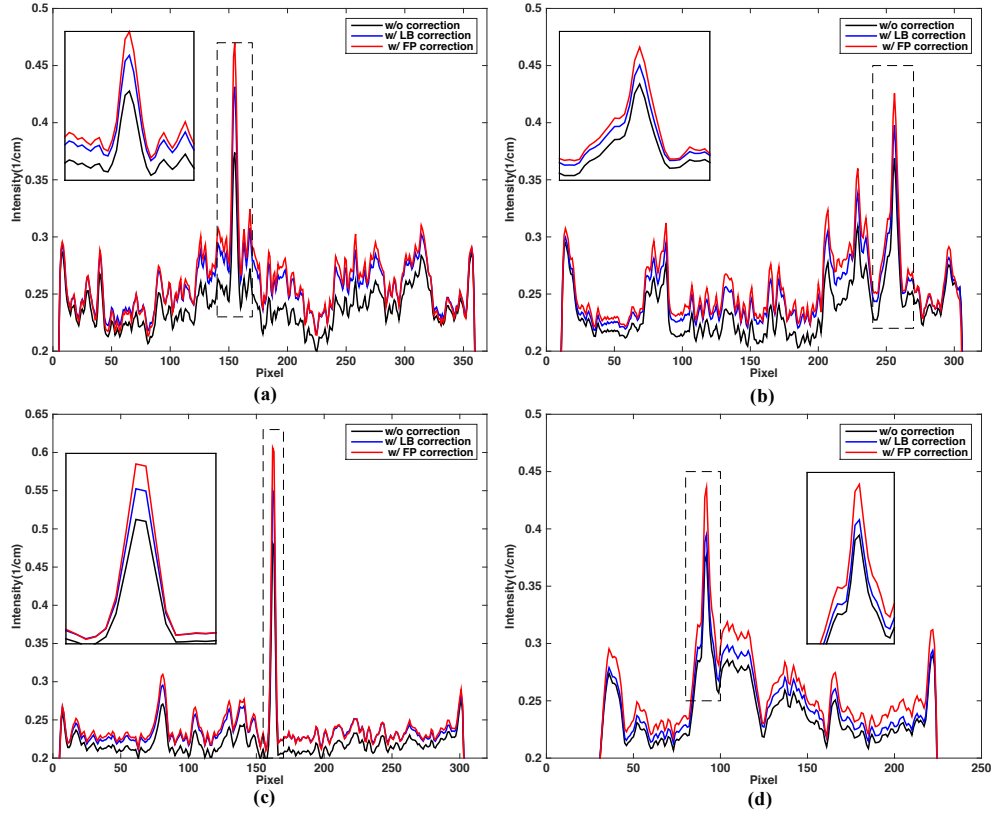 0.5
0.45
0.4
0.35
0.3
0.25
0.2
Intensity(1/cm)
w/o correction
w/ LB correction
w/ FP correction
50 100 150 200 250 300 350
Pixel
(a)
0.5
0.45
0.4
0.35
0.3
0.25
0.2
Intensity(1/cm)
w/o correction
w/ LB correction
w/ FP correction
0 50 100 150 200 250 300
Pixel
(b)
0.65
0.6
0.55
0.5
0.45
0.4
0.35
0.3
0.25
0.2
Intensity(1/cm)
w/o correction
w/ LB correction
w/ FP correction
0 50 100 150 200 250 300
Pixel
(c)
0.5
0.45
0.4
0.35
0.3
0.25
0.2
Intensity(1/cm)
w/o correction
w/ LB correction
w/ FP correction
0 50 100 150 200 250
Pixel
(d)